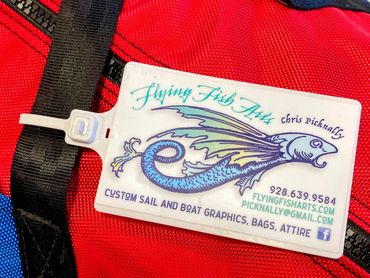 Flying Fish Arts
Chris Picknally
928.639.9584
FLYINGFISHARTS.COM
PICKNALLY@GMAIL.COM
CUSTOM SAIL AND BOAT GRAPHICS, BAGS, ATTIRE f